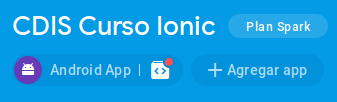 CDIS Curso Ionic Plan Spark
Android App Agregar app